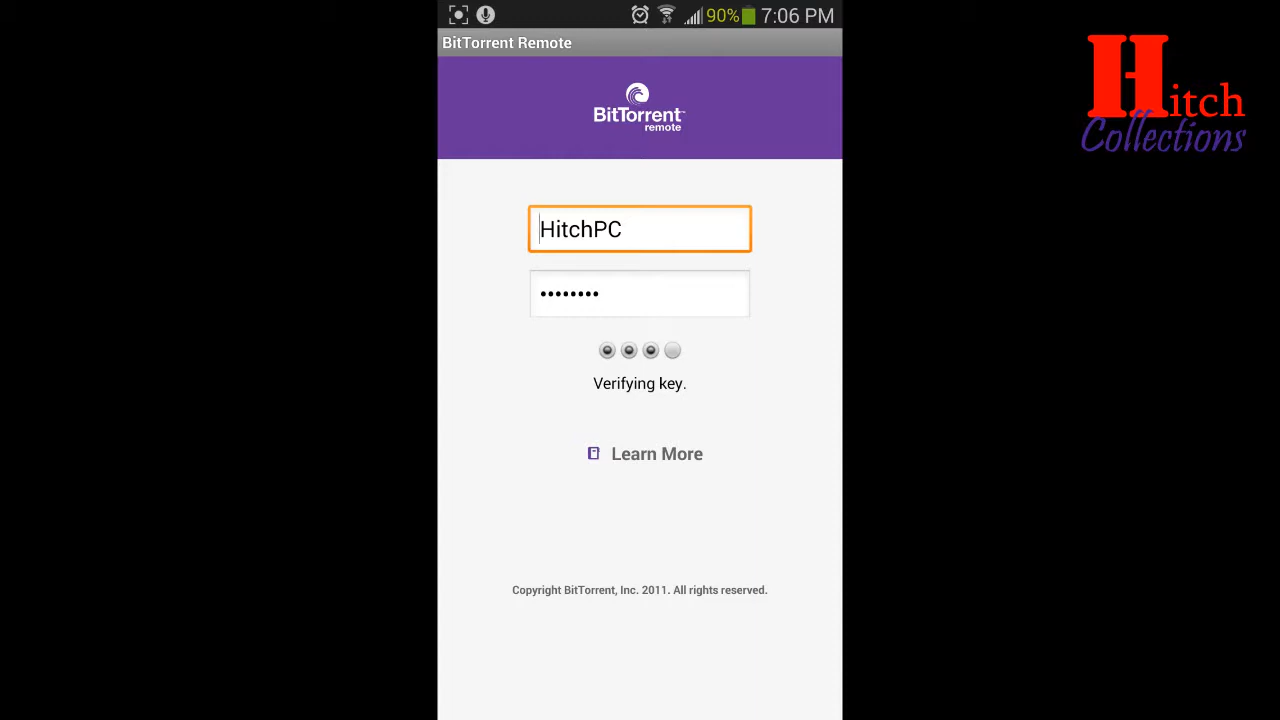 90% 7:06 PM
BitTorrent Remote
BitTorrent™
remote
Hitch
Collections
HitchPC
••••••••
Verifying key.
Learn More
Copyright BitTorrent, Inc. 2011. All rights reserved.